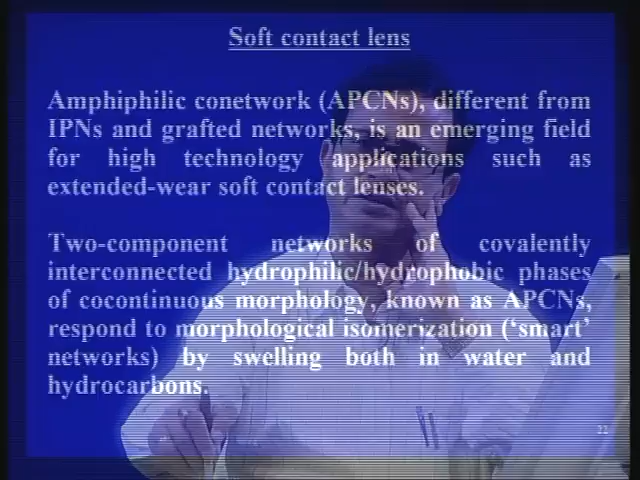 Soft contact lens
Amphiphilic conetwork (APCNs), different from
IPNs and grafted networks, is an emerging field
for high technology applications such as
extended-wear soft contact lenses.
Two-component networks of covalently
interconnected hydrophilic/hydrophobic phases
of cocontinuous morphology, known as APCNs,
respond to morphological isomerization (‘smart’
networks) by swelling both in water and
hydrocarbons.
22